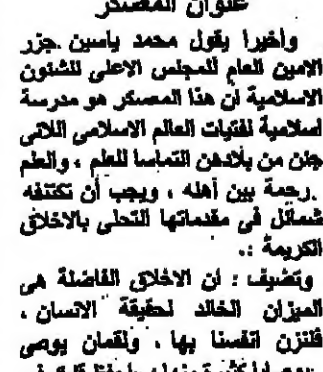 عنوان المعسكر
واخيرا يقول محمد ياسين جزر
الامين العام للمجلس الاعلى للشئون
الاسلامية ان هذا المعسكر هو مدرسة
اسلامية لفتيات العالم الاسلامى اللاتى
جئن من بلادهن التماسا للعلم ، والعلم
رحمة بين أهله ، ويجب أن تكتنفه
شمائل فى مقدماتها التحلى بالاخلاق
الكريمة :.
وتضيف : ان الاخلاق الفاضلة هى
الميزان الخالد لحقيقة الانسان ،
فلنزن انفسنا بها ، ولقمان يوصى